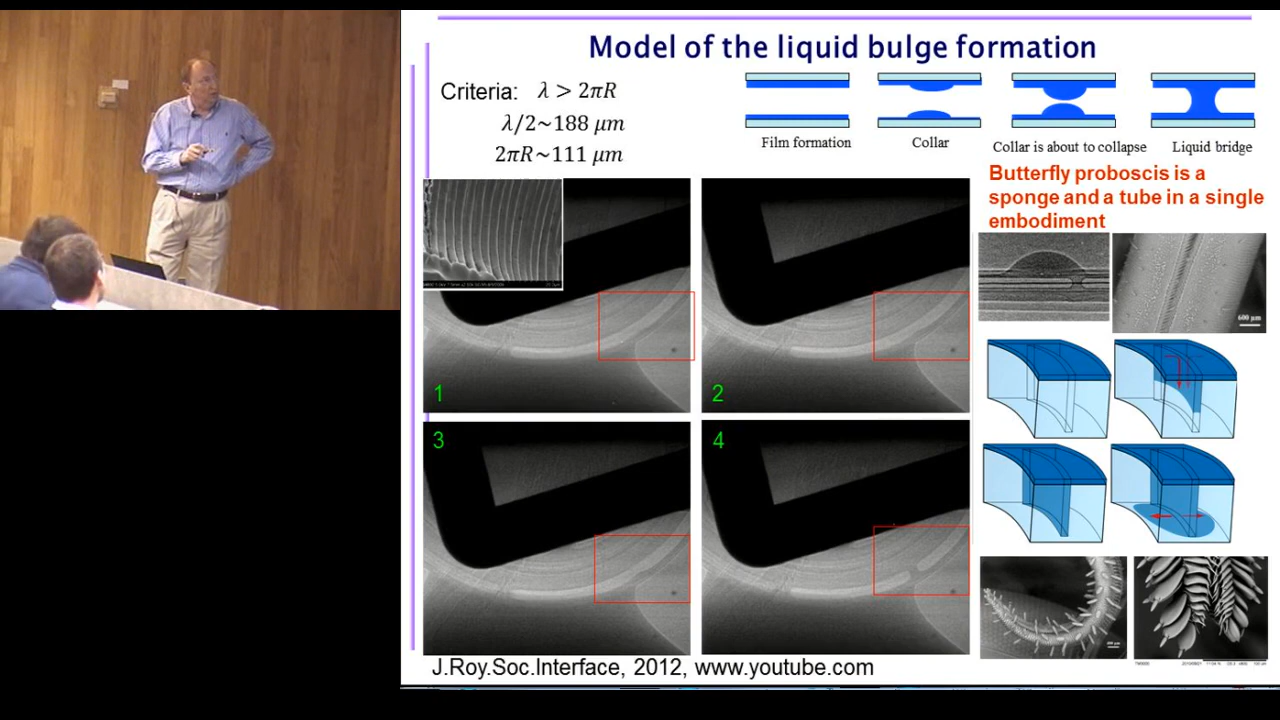 Model of the liquid bulge formation
Criteria: λ > 2πR
λ/2~188 μm
2πR~111 μm
Film formation
Collar
Collar is about to collapse
Liquid bridge
Butterfly proboscis is a
sponge and a tube in a single
embodiment
600 μm
1
2
3
4
J.Roy.Soc.Interface, 2012, www.youtube.com